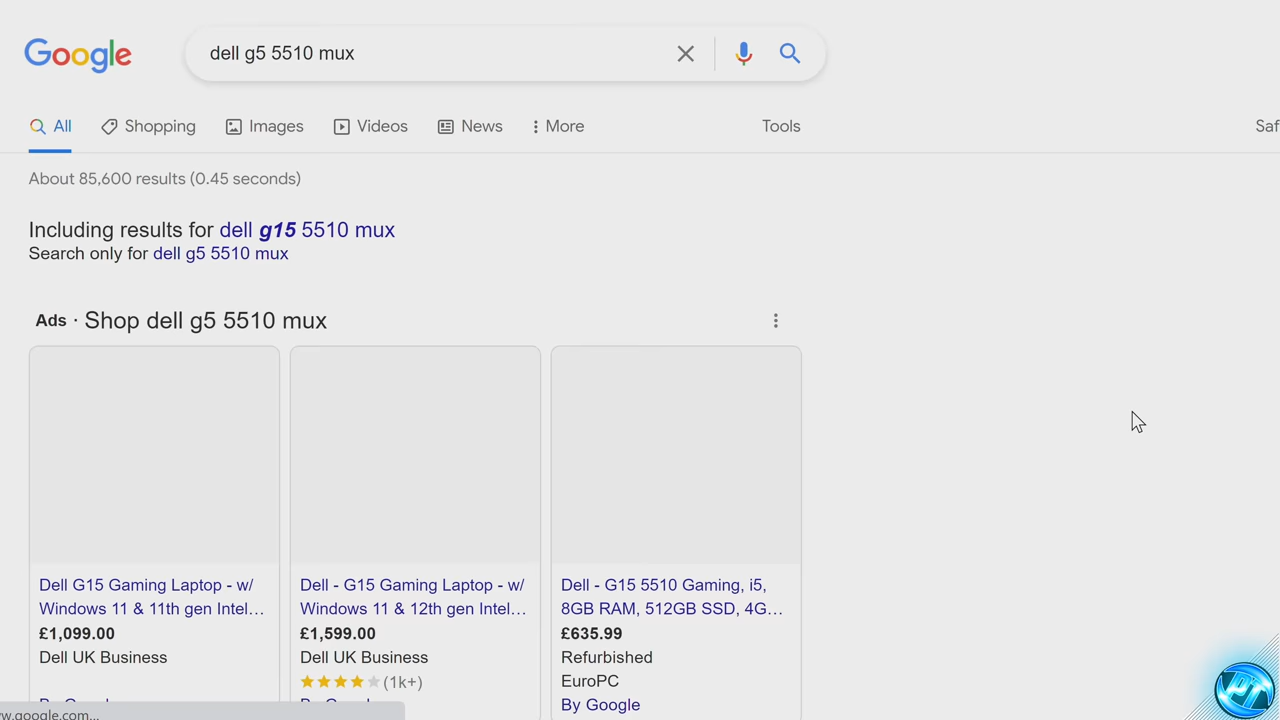 Google
dell g5 5510 mux
All
Shopping
Images
Videos
News
More
Tools
Saf
About 85,600 results (0.45 seconds)
Including results for dell g15 5510 mux
Search only for dell g5 5510 mux
Ads · Shop dell g5 5510 mux
Dell G15 Gaming Laptop - w/
Windows 11 & 11th gen Intel…
£1,099.00
Dell UK Business
Dell - G15 Gaming Laptop - w/
Windows 11 & 12th gen Intel…
£1,599.00
Dell UK Business
(1k+)
Dell - G15 5510 Gaming, i5,
8GB RAM, 512GB SSD, 4G…
£635.99
Refurbished
EuroPC
By Google
w.google.com...